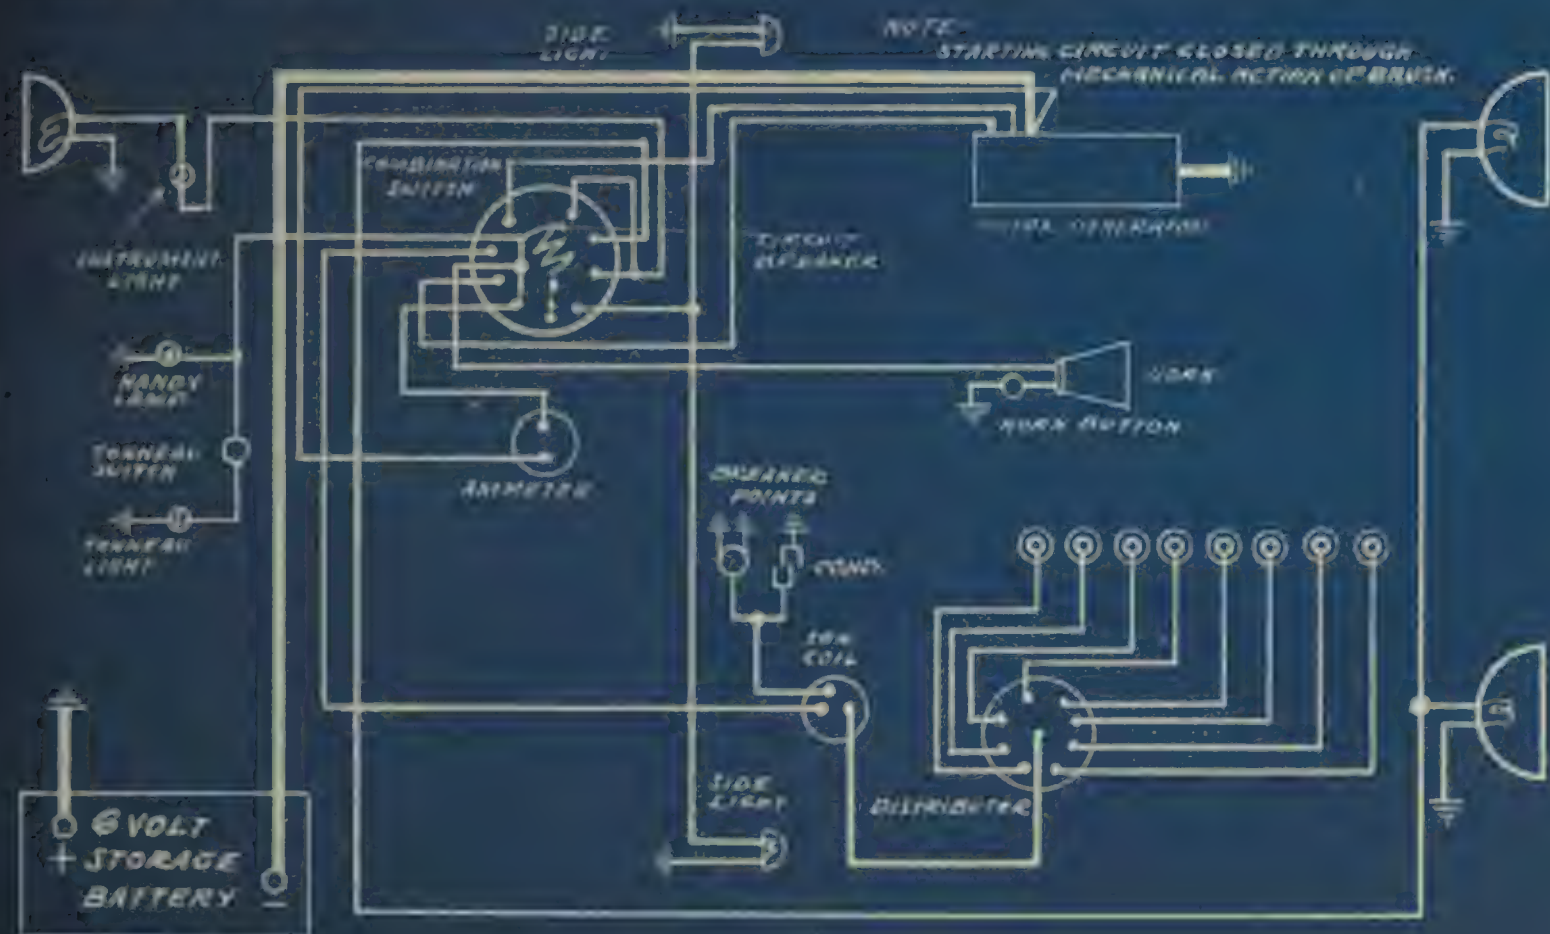 SIDE
LIGHT
NOTE-
STARTING CIRCUIT CLOSED THROUGH
MECHANICAL ACTION OF BRUSH.
COMBINATION
SWITCH
GENERATOR
INSTRUMENT
LIGHT
CIRCUIT
BREAKER
HANDY
LAMP
HORN
HORN BUTTON
TONNEAU
SWITCH
AMMETER
BREAKER
POINTS
TONNEAU
LIGHT
COND.
IGN
COIL
SIDE
LIGHT
DISTRIBUTER
6 VOLT
+ STORAGE
BATTERY -